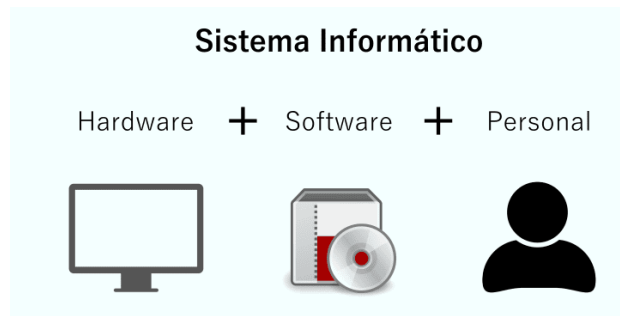 Sistema Informático
Hardware + Software + Personal